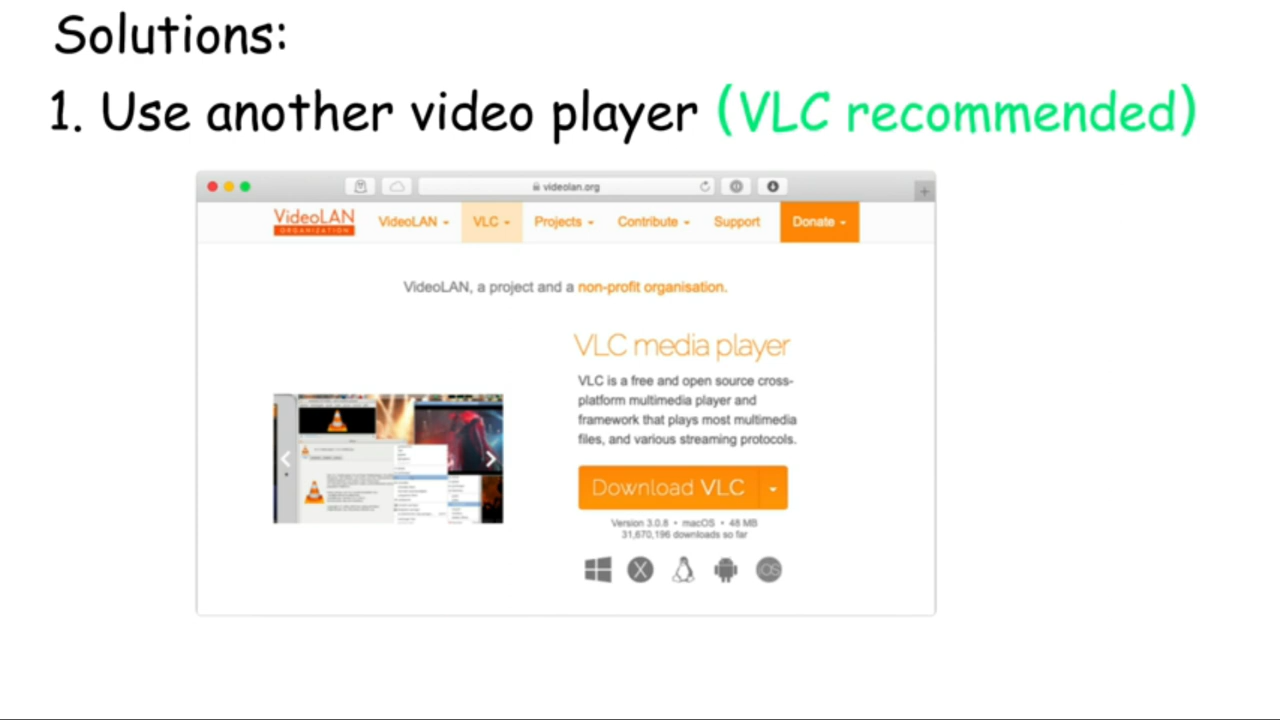 Solutions:
1. Use another video player (VLC recommended)
videolan.org
VideoLAN
ORGANIZATION
VideoLAN VLC Projects Contribute Support Donate
VideoLAN, a project and a non-profit organisation.
VLC media player
VLC is a free and open source cross-
platform multimedia player and
framework that plays most multimedia
files, and various streaming protocols.
Download VLC
Version 3.0.8 • macOS • 48 MB
31,670,196 downloads so far
iOS